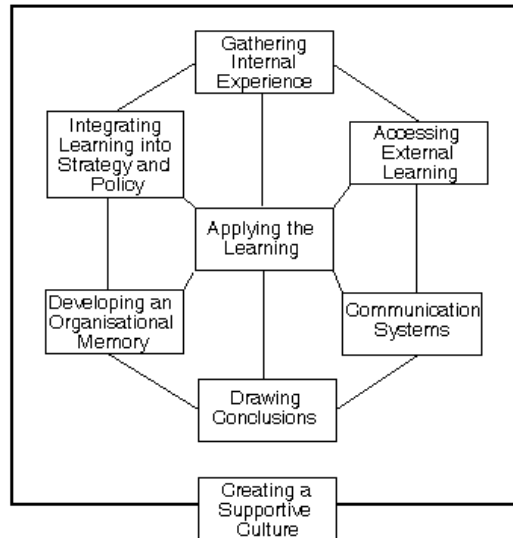 Gathering
Internal
Experience
Integrating
Learning into
Strategy and
Policy
Accessing
External
Learning
Applying the
Learning
Developing an
Organisational
Memory
Communication
Systems
Drawing
Conclusions
Creating a
Supportive
Culture